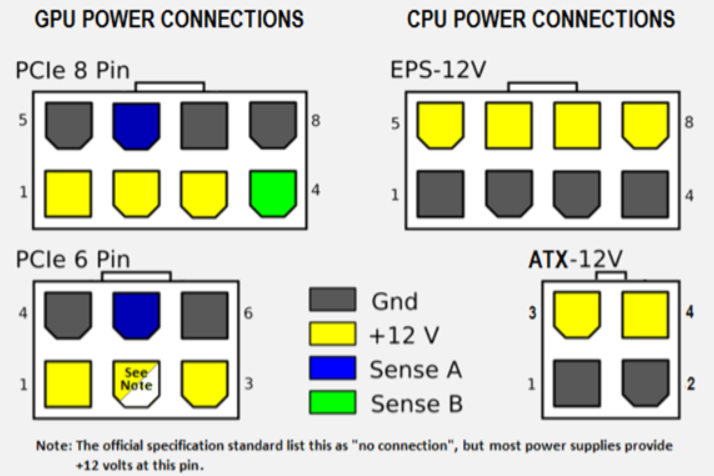 GPU POWER CONNECTIONS
CPU POWER CONNECTIONS
PCIe 8 Pin
EPS-12V
5
8
5
8
1
4
1
4
PCIe 6 Pin
ATX-12V
4
6
Gnd
3
4
+12 V
1
See
Note
3
Sense A
1
2
Sense B
Note: The official specification standard list this as "no connection", but most power supplies provide
+12 volts at this pin.